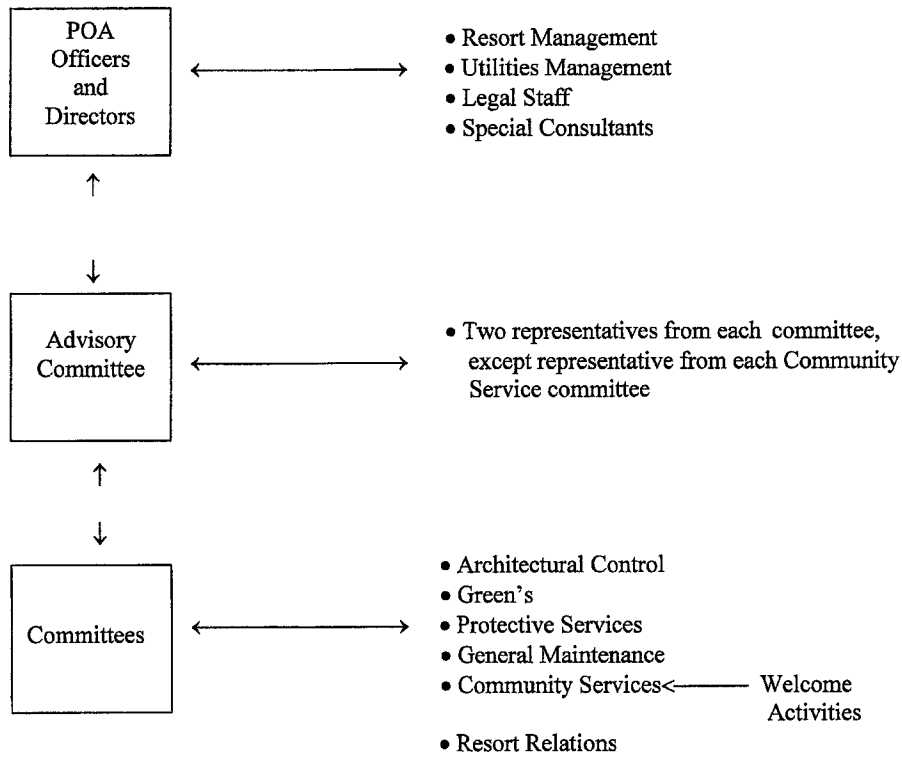 POA
Officers
and
Directors
• Resort Management
• Utilities Management
• Legal Staff
• Special Consultants
Advisory
Committee
• Two representatives from each committee,
except representative from each Community
Service committee
Committees
• Architectural Control
• Green's
• Protective Services
• General Maintenance
• Community Services< Welcome
Activities
• Resort Relations